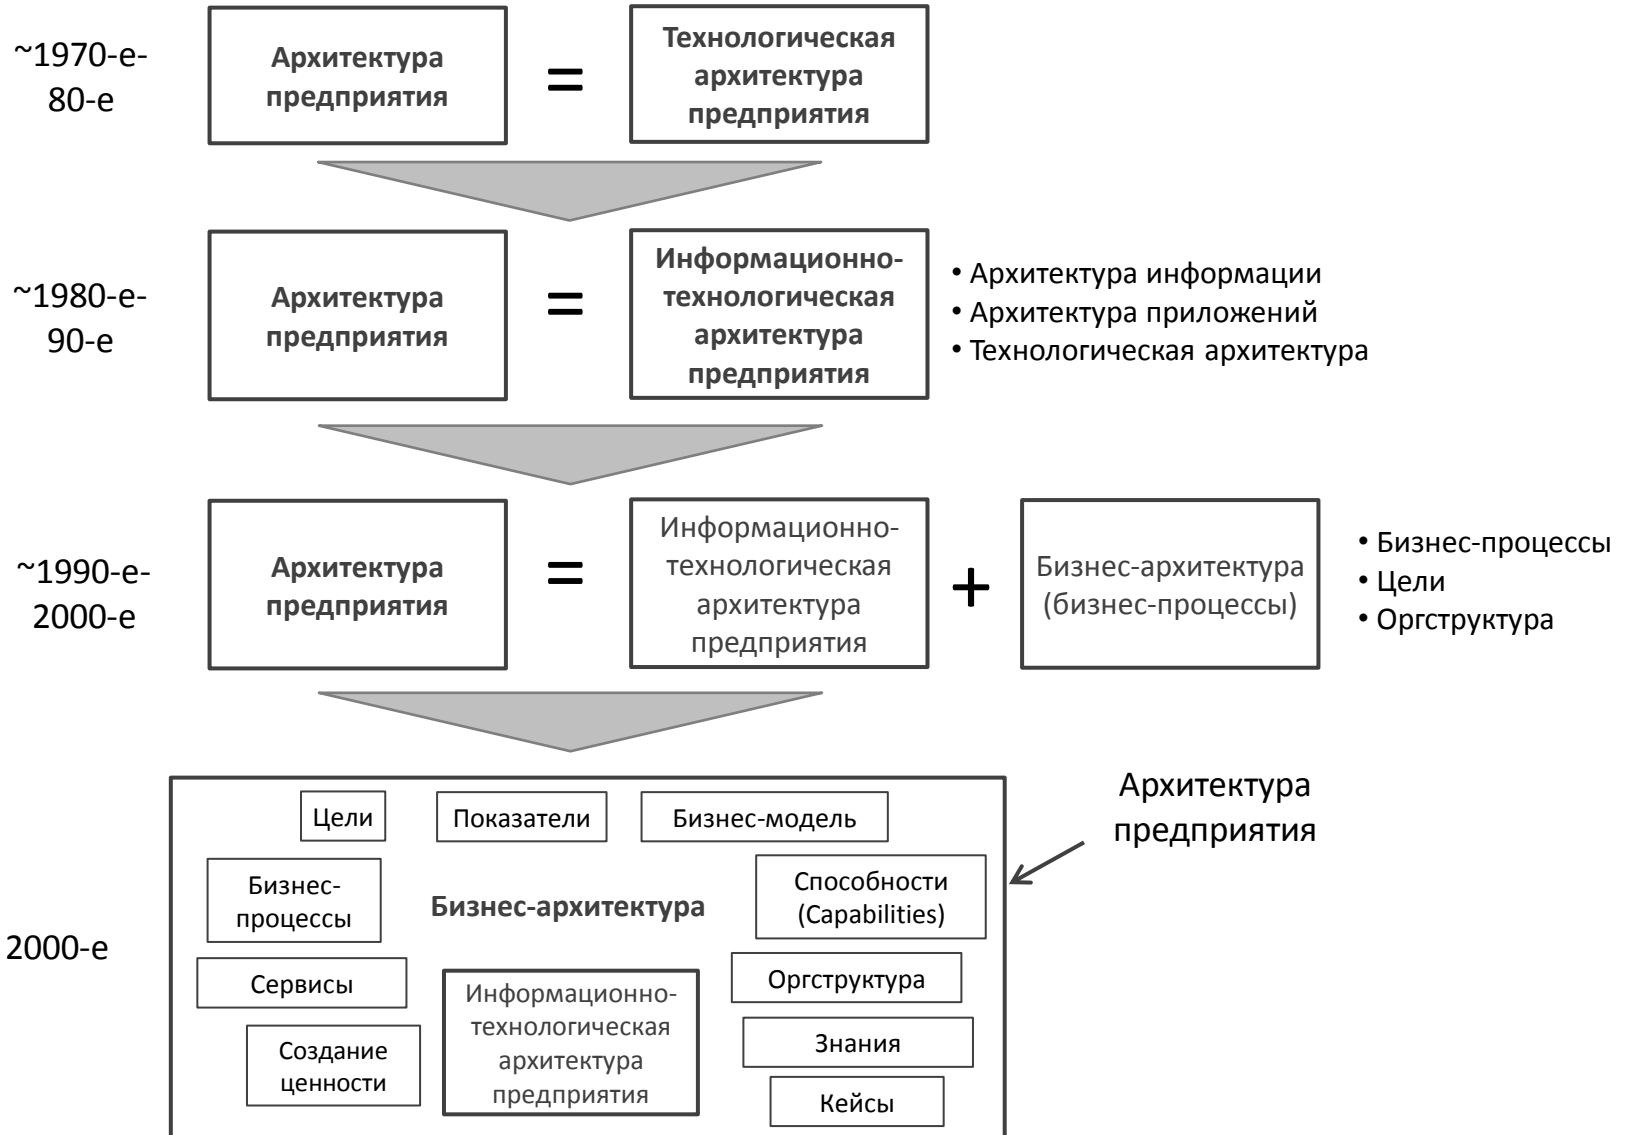 ~1970-е-
80-е
Архитектура
предприятия
=
Технологическая
архитектура
предприятия
~1980-е-
90-е
Архитектура
предприятия
=
Информационно-
технологическая
архитектура
предприятия
• Архитектура информации
• Архитектура приложений
• Технологическая архитектура
~1990-е-
2000-е
Архитектура
предприятия
=
Информационно-
технологическая
архитектура
предприятия
+
Бизнес-архитектура
(бизнес-процессы)
• Бизнес-процессы
• Цели
• Оргструктура
2000-е
Архитектура
предприятия
Цели
Показатели
Бизнес-модель
Бизнес-
процессы
Бизнес-архитектура
Способности
(Capabilities)
Сервисы
Информационно-
технологическая
архитектура
предприятия
Оргструктура
Создание
ценности
Знания
Кейсы